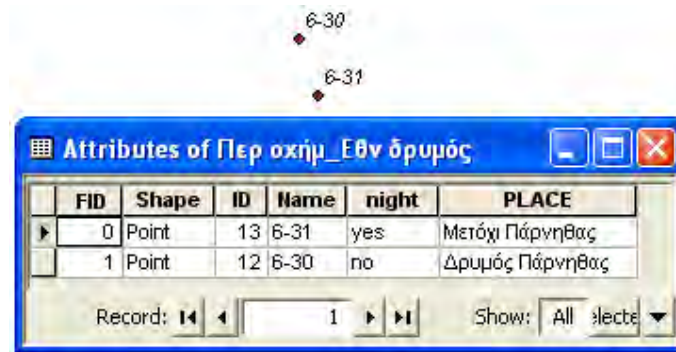 6-30
6-31
Attributes of Περ οχήμ_Εθν δρυμός
FID Shape ID Name night PLACE
0 Point 13 6-31 yes Μετόχι Πάρνηθας
1 Point 12 6-30 no Δρυμός Πάρνηθας
Record: 1 Show: All electe